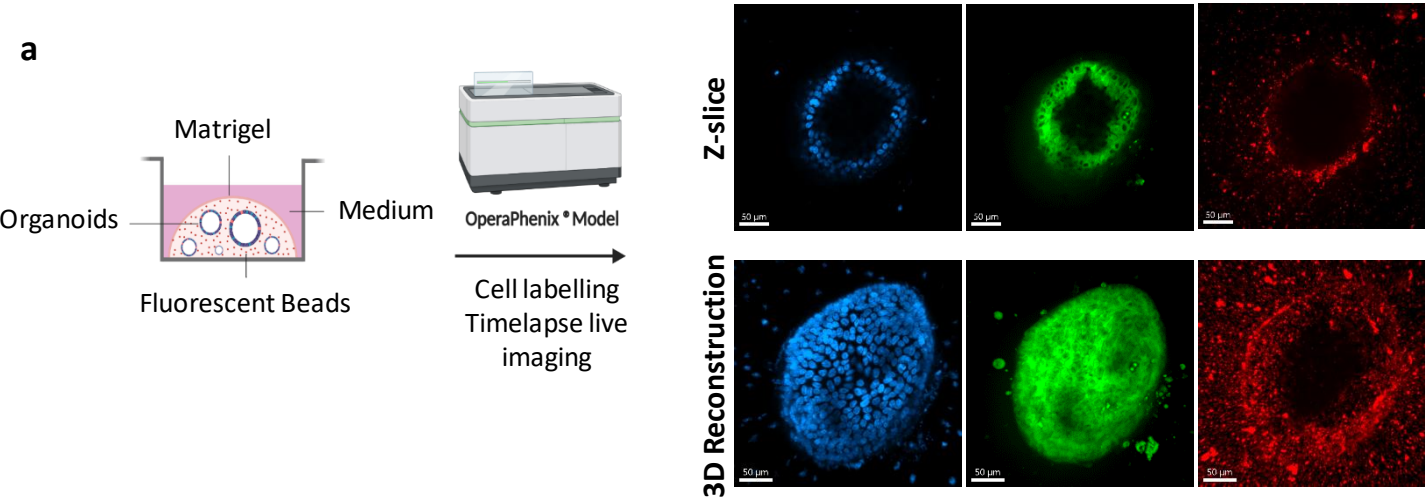 a
Matrigel
Organoids
Medium
Fluorescent Beads
OperaPhenix ® Model
Cell labelling
Timelapse live
imaging
Z-slice
50 µm
50 µm
50 µm
3D Reconstruction
50 µm
50 µm
50 µm